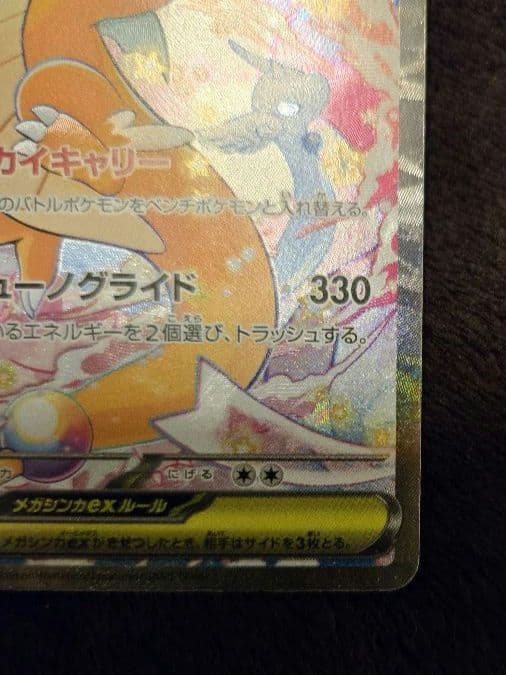 カイキャリー
のバトルポケモンをベンチポケモンと入れ替える。
ューノグライド 330
いるエネルギーを2個選び、トラッシュする。
力 にげる
メガシンカexルール
メガシンカexがきぜつしたとき、相手はサイドを3枚とる。